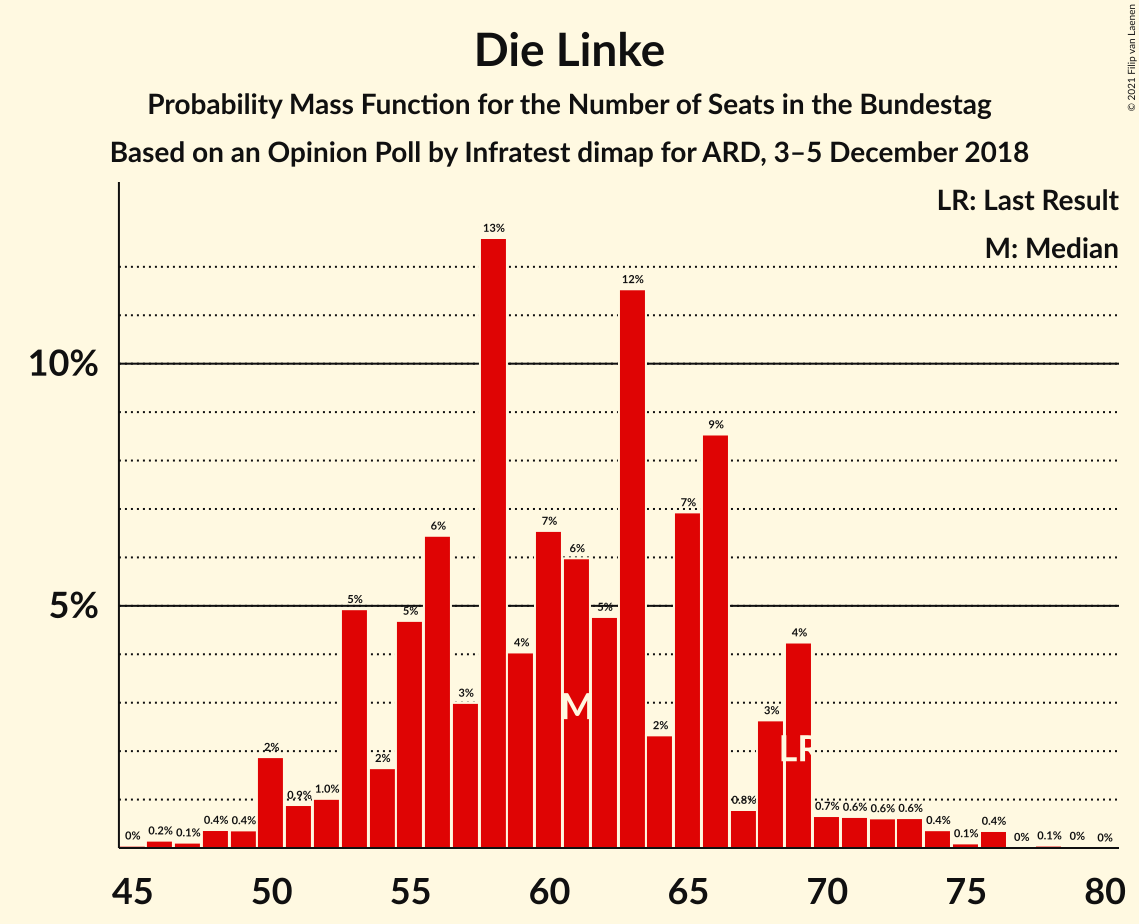 Die Linke
Probability Mass Function for the Number of Seats in the Bundestag
Based on an Opinion Poll by Infratest dimap for ARD, 3–5 December 2018
© 2021 Filip van Laenen
LR: Last Result
M: Median
10%
5%
0% 0.2% 0.1% 0.4% 0.4% 2% 0.9% 1.0% 5% 2% 5% 6% 3% 13% 4% 7% 6% 5% 12% 2% 7% 9% 0.8% 3% 4% 0.7% 0.6% 0.6% 0.6% 0.4% 0.1% 0.4% 0% 0.1% 0% 0%
M
LR
45 50 55 60 65 70 75 80